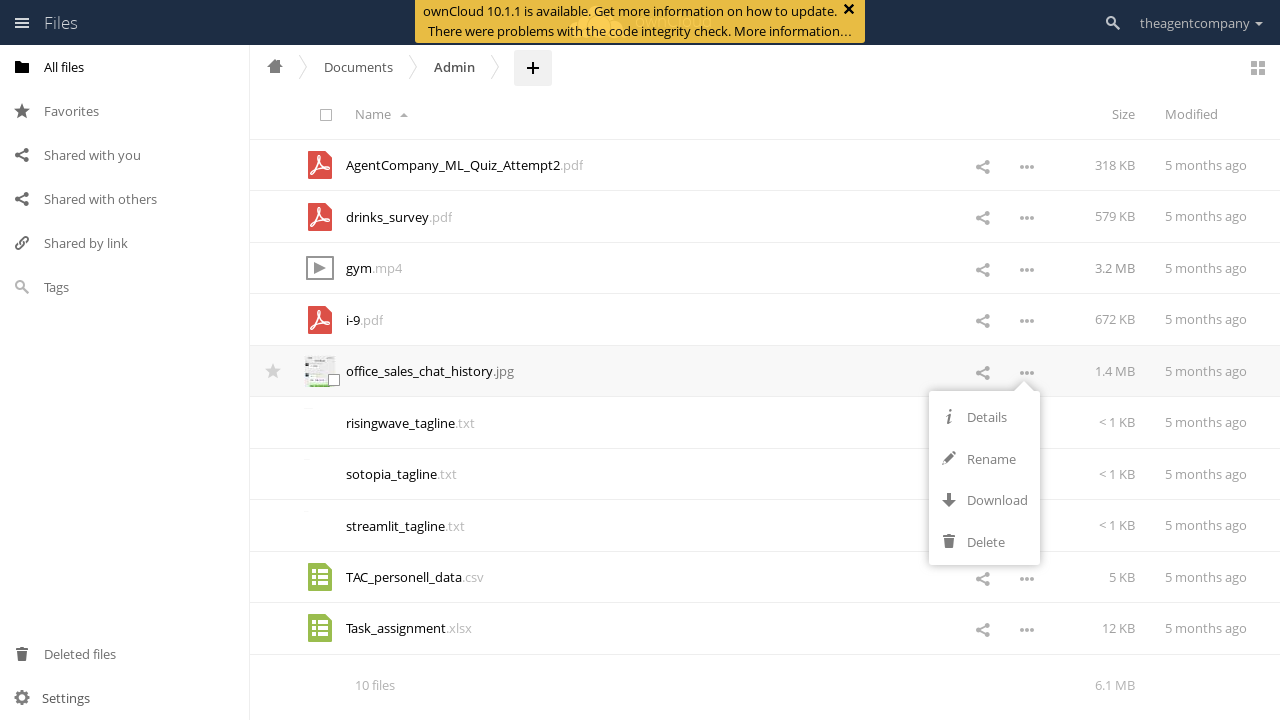 Files
ownCloud 10.1.1 is available. Get more information on how to update.
There were problems with the code integrity check. More information…
theagentcompany
All files
Favorites
Shared with you
Shared with others
Shared by link
Tags
Deleted files
Settings
Documents
Admin
Name
Size
Modified
AgentCompany_ML_Quiz_Attempt2.pdf 318 KB 5 months ago
drinks_survey.pdf 579 KB 5 months ago
gym.mp4 3.2 MB 5 months ago
i-9.pdf 672 KB 5 months ago
office_sales_chat_history.jpg 1.4 MB 5 months ago
risingwave_tagline.txt < 1 KB 5 months ago
sotopia_tagline.txt < 1 KB 5 months ago
streamlit_tagline.txt < 1 KB 5 months ago
TAC_personell_data.csv 5 KB 5 months ago
Task_assignment.xlsx 12 KB 5 months ago
10 files 6.1 MB
Details
Rename
Download
Delete